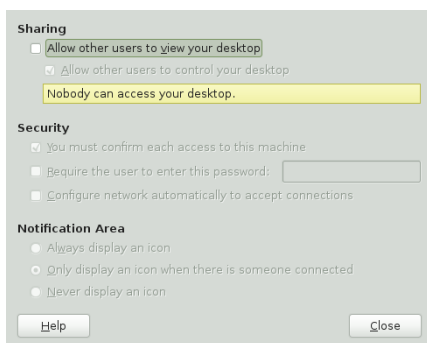 Sharing
Allow other users to view your desktop
Allow other users to control your desktop
Nobody can access your desktop.
Security
You must confirm each access to this machine
Require the user to enter this password:
Configure network automatically to accept connections
Notification Area
Always display an icon
Only display an icon when there is someone connected
Never display an icon
Help
Close